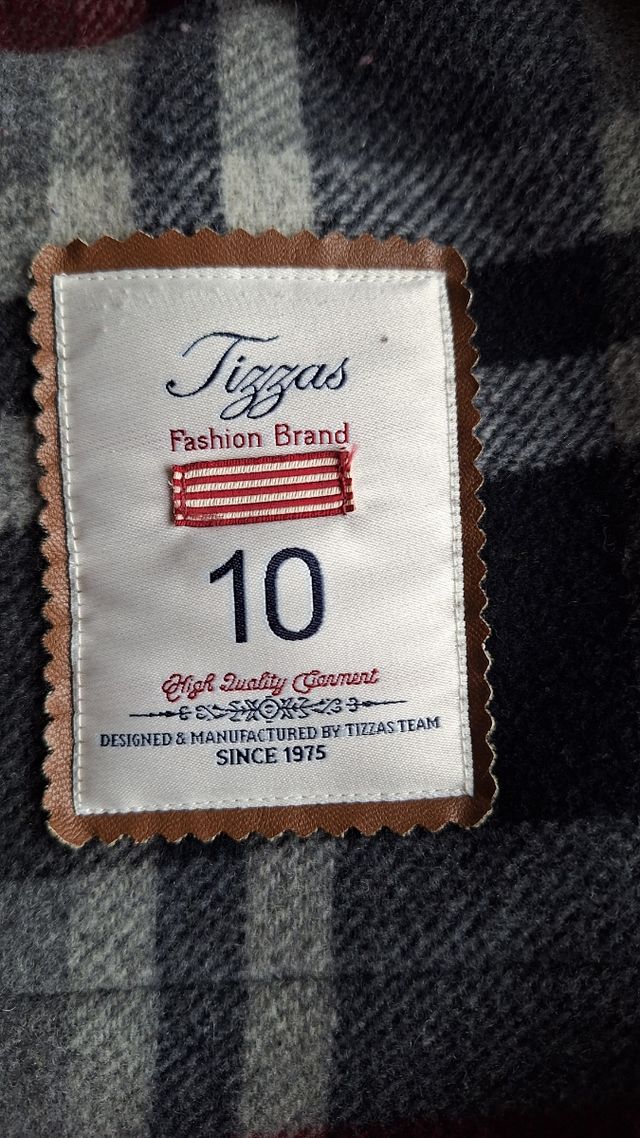 Tizzas
Fashion Brand
10
High Quality Garment
DESIGNED & MANUFACTURED BY TIZZAS TEAM
SINCE 1975